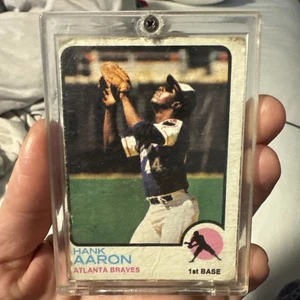 HANK
AARON
ATLANTA BRAVES
1st BASE